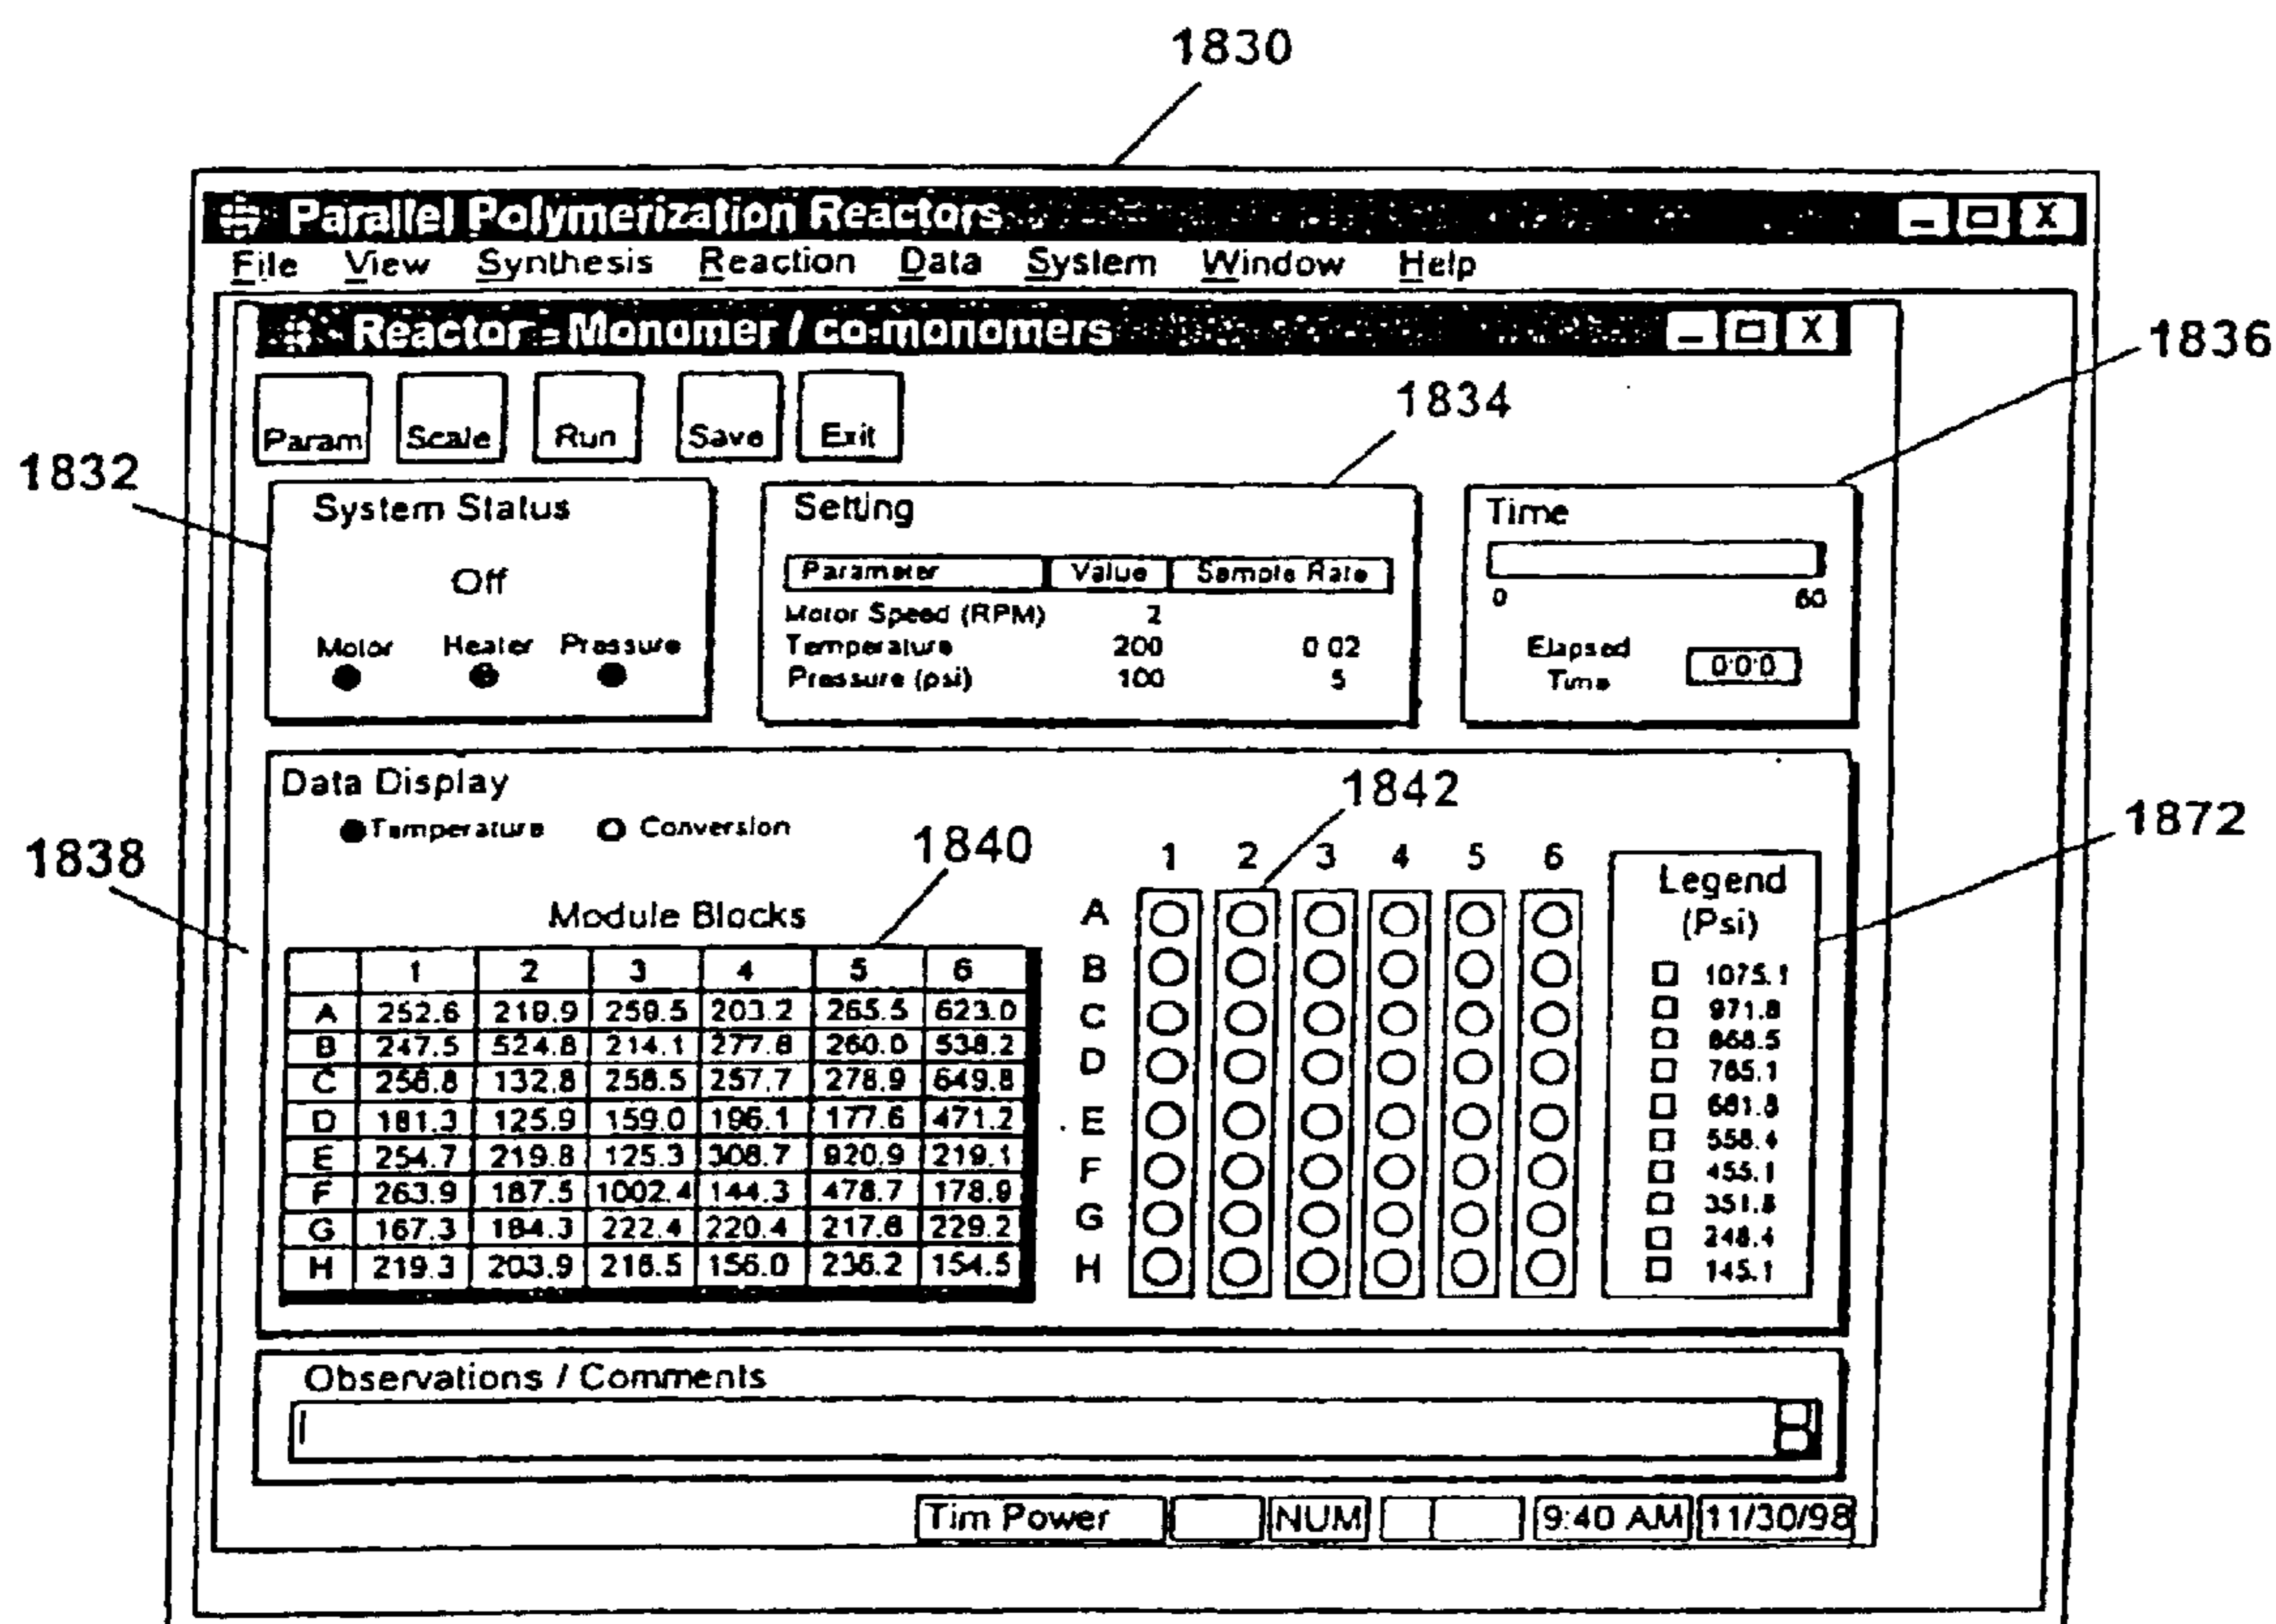 1830
Parallel Polymerization Reactors
File View Synthesis Reaction Data System Window Help
Reactor - Monomer / co-monomers
1836
Param Scale Run Save Exit
1834
1832
System Status
Off
Motor Heater Pressure
Setting
Parameter Value Sample Rate
Motor Speed (RPM) 2
Temperature 200 0.02
Pressure (psi) 100 5
Time
0 60
Elapsed Time 0:0:0
Data Display
Temperature Conversion
1838
1840
1842
1872
Module Blocks
1 2 3 4 5 6
A 252.6 219.9 259.5 203.2 265.5 623.0
B 247.5 524.8 214.1 277.8 260.0 538.2
C 256.8 132.8 256.5 257.7 278.9 649.8
D 181.3 125.9 159.0 196.1 177.6 471.2
E 254.7 219.8 125.3 308.7 920.9 219.1
F 263.9 187.5 1002.4 144.3 478.7 178.9
G 167.3 184.3 222.4 220.4 217.6 229.2
H 219.3 203.9 216.5 156.0 236.2 154.5
1 2 3 4 5 6
A
B
C
D
E
F
G
H
Legend
(Psi)
1075.1
971.8
868.5
765.1
661.8
558.4
455.1
351.8
248.4
145.1
Observations / Comments
Tim Power NUM 9:40 AM 11/30/98